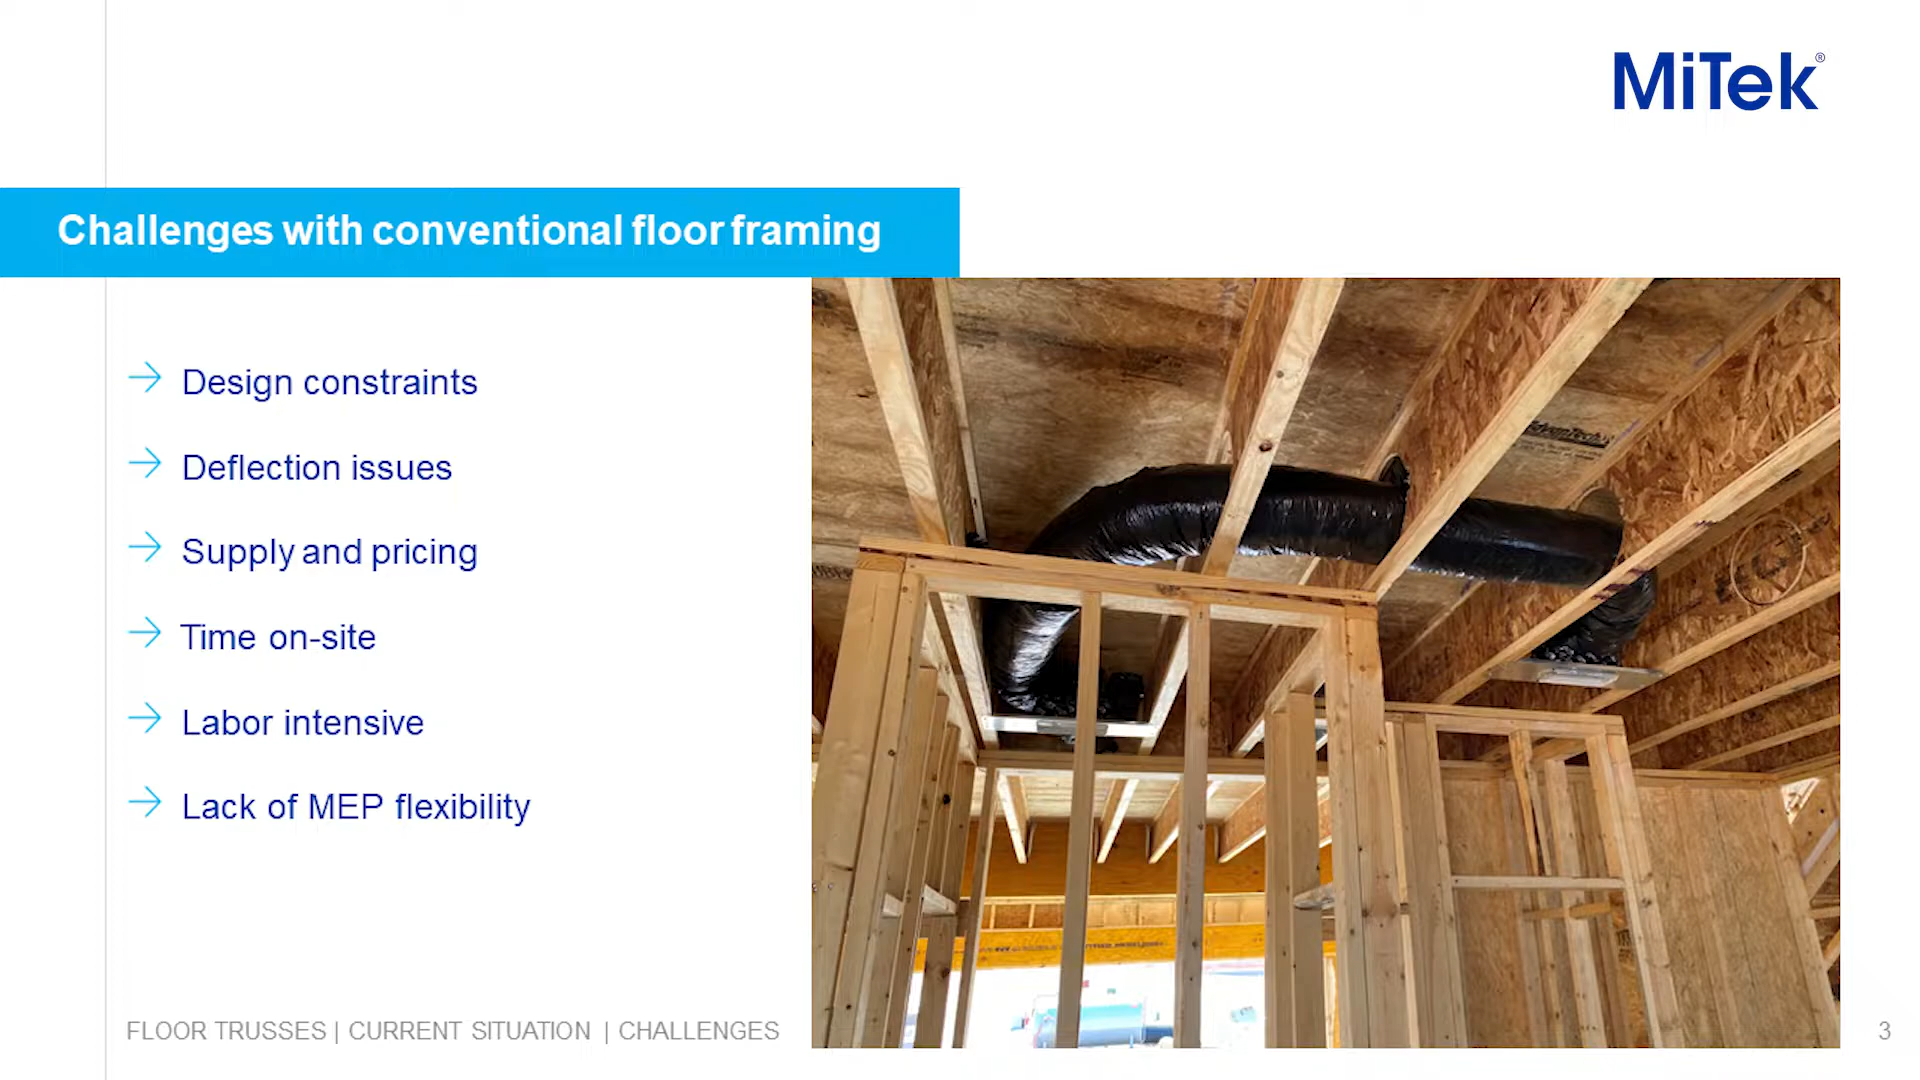 MiTek®
Challenges with conventional floor framing
Design constraints
Deflection issues
Supply and pricing
Time on-site
Labor intensive
Lack of MEP flexibility
AdvanTech
FLOOR TRUSSES | CURRENT SITUATION | CHALLENGES
3